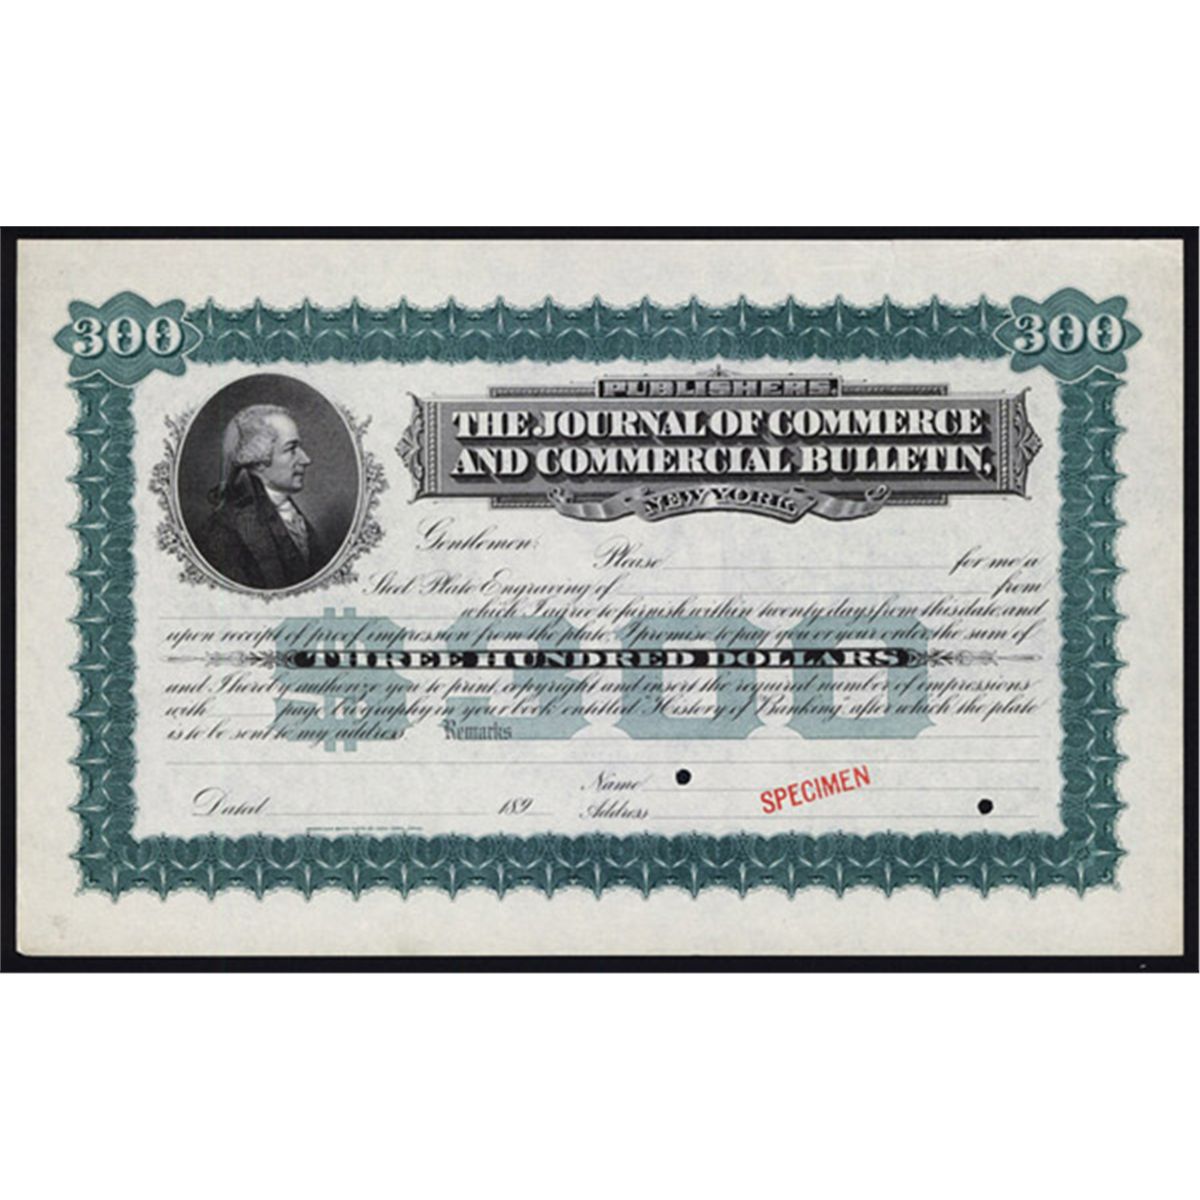 300 300
PUBLISHERS.
THE JOURNAL OF COMMERCE
AND COMMERCIAL BULLETIN,
NEW YORK.
Gentlemen: Please for me a
Steel Plate Engraving of from
which I agree to furnish within twenty days from this date, and
upon receipt of proof impression from the plate, I promise to pay you or your order, the sum of
THREE HUNDRED DOLLARS
$300
and I hereby authorize you to print, copyright and insert the required number of impressions
with page biography in your book entitled History of Banking, after which the plate
is to be sent to my address. Remarks
Name
SPECIMEN
Dated 189 Address